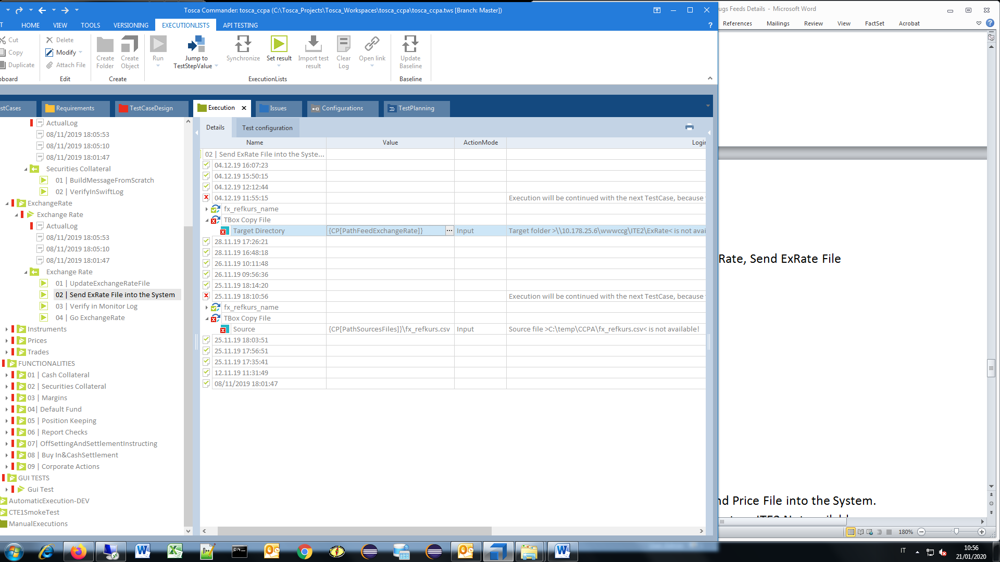 Tosca Commander: tosca_ccpa (C:\Tosca_Projects\Tosca_Workspaces\tosca_ccpa\tosca_ccpa.tws [Branch: Master])
T HOME VIEW TOOLS VERSIONING EXECUTIONLISTS API TESTING ?
Cut
Copy
Duplicate
Delete
Modify
Attach File
Create Folder
Create Object
Run
Jump to TestStepValue
Synchronize
Set result
Import test result
Clear Log
Open link
Update Baseline
board Edit Create ExecutionLists Baseline
estCases Requirements TestCaseDesign Execution Issues Configurations TestPlanning
ActualLog
08/11/2019 18:05:53
08/11/2019 18:05:10
08/11/2019 18:01:47
Securities Collateral
01 | BuildMessageFromScratch
02 | VerifyInSwiftLog
ExchangeRate
Exchange Rate
ActualLog
08/11/2019 18:05:53
08/11/2019 18:05:10
08/11/2019 18:01:47
Exchange Rate
01 | UpdateExchangeRateFile
02 | Send ExRate File into the System
03 | Verify in Monitor Log
04 | Go ExchangeRate
Instruments
Prices
Trades
FUNCTIONALITIES
01 | Cash Collateral
02 | Securities Collateral
03 | Margins
04| Default Fund
05 | Position Keeping
06 | Report Checks
07| OffSettingAndSettlementInstructing
08 | Buy In&CashSettlement
09 | Corporate Actions
GUI TESTS
Gui Test
AutomaticExecution-DEV
CTE1SmokeTest
ManualExecutions
Details Test configuration
Name Value ActionMode Login
02 | Send ExRate File into the Syste...
04.12.19 16:07:23
04.12.19 15:50:15
04.12.19 12:12:44
04.12.19 11:55:15 Execution will be continued with the next TestCase, because
fx_refkurs_name
TBox Copy File
Target Directory {CP[PathFeedExchangeRate]} ... Input Target folder >\\10.178.25.6\wwwccg\ITE2\ExRate< is not avai
28.11.19 17:26:21
28.11.19 16:48:18
26.11.19 10:11:48
26.11.19 09:56:36
25.11.19 18:14:20
25.11.19 18:10:56 Execution will be continued with the next TestCase, because
fx_refkurs_name
TBox Copy File
Source {CP[PathSourcesFiles]}\fx_refkurs.csv Input Source file >C:\temp\CCPA\fx_refkurs.csv< is not available!
25.11.19 18:03:51
25.11.19 17:56:51
25.11.19 17:35:41
12.11.19 11:31:49
08/11/2019 18:01:47
ugs Feeds Details - Microsoft Word
References Mailings Review View FactSet Acrobat
Rate, Send ExRate File
nd Price File into the System.
180%
IT
10:56
21/01/2020